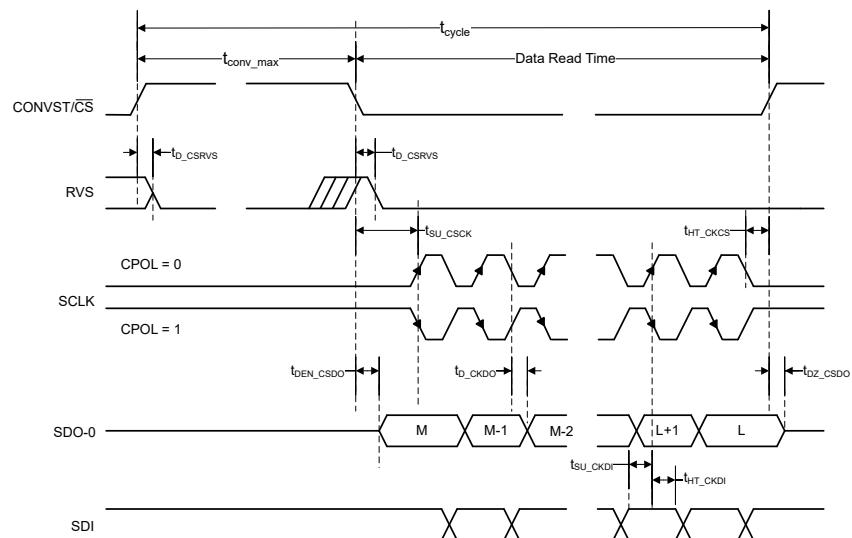 tcycle
tconv_max
Data Read Time
CONVST/CS
tD_CSRVS
tD_CSRVS
RVS
tSU_CSCK
tHT_CKCS
CPOL = 0
SCLK
CPOL = 1
tDEN_CSDO
tD_CKDO
tDZ_CSDO
SDO-0
M
M-1
M-2
L+1
L
tSU_CKDI
tHT_CKDI
SDI